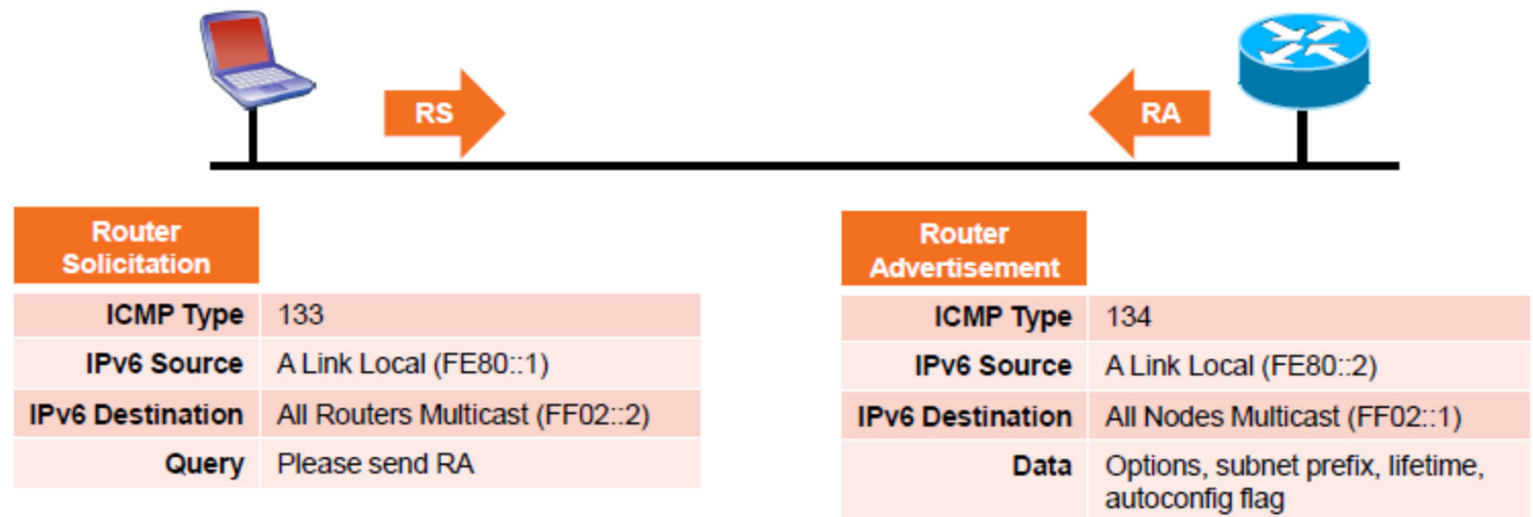 RS
RA
Router
Solicitation
ICMP Type 133
IPv6 Source A Link Local (FE80::1)
IPv6 Destination All Routers Multicast (FF02::2)
Query Please send RA
Router
Advertisement
ICMP Type 134
IPv6 Source A Link Local (FE80::2)
IPv6 Destination All Nodes Multicast (FF02::1)
Data Options, subnet prefix, lifetime,
autoconfig flag